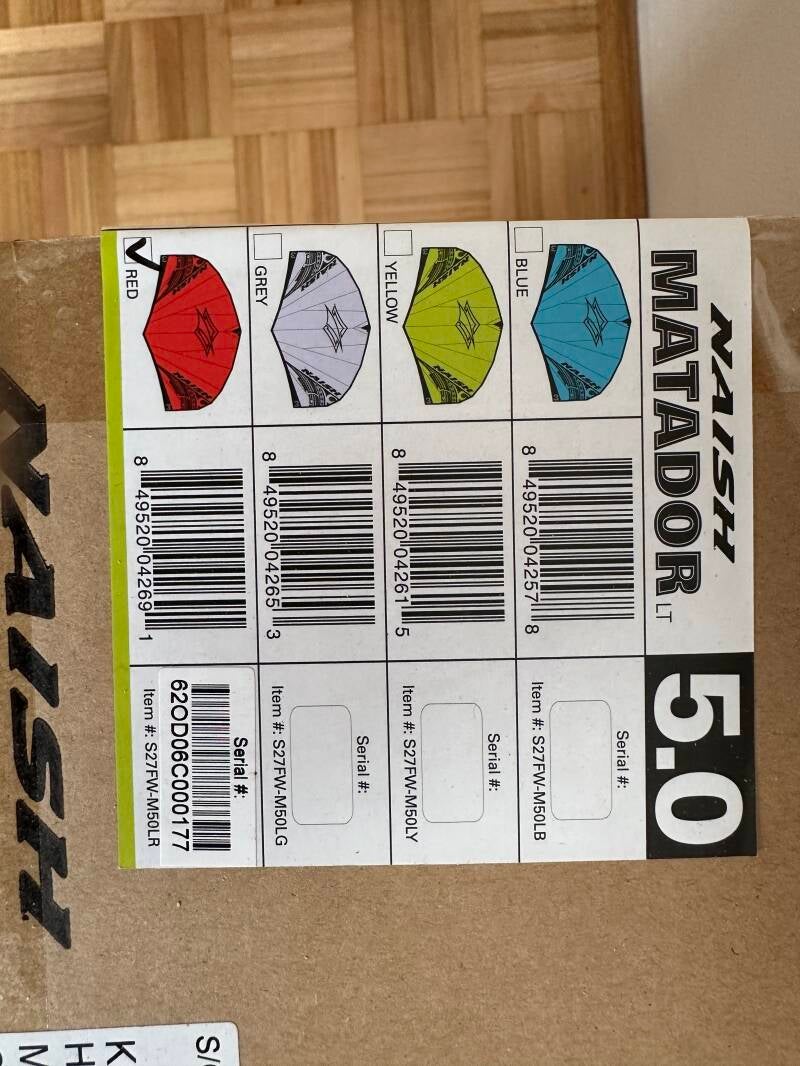 NAISH
MATADOR LT
5.0
BLUE
8 49520 04257 8
Serial #:
Item #: S27FW-M50LB
YELLOW
8 49520 04261 5
Serial #:
Item #: S27FW-M50LY
GREY
8 49520 04265 3
Serial #:
Item #: S27FW-M50LG
RED
8 49520 04269 1
Serial #:
62OD06C000177
Item #: S27FW-M50LR
NAISH